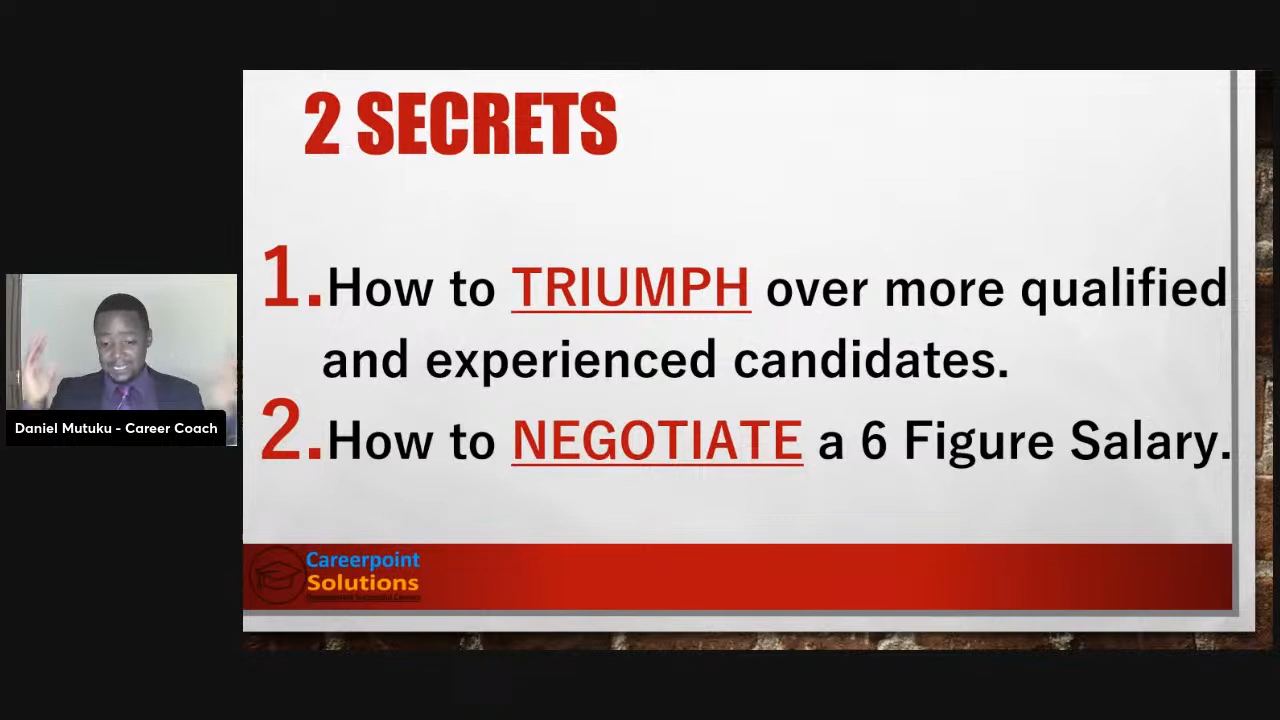 2 SECRETS
1.How to TRIUMPH over more qualified
and experienced candidates.
2.How to NEGOTIATE a 6 Figure Salary.
Daniel Mutuku - Career Coach
Careerpoint
Solutions